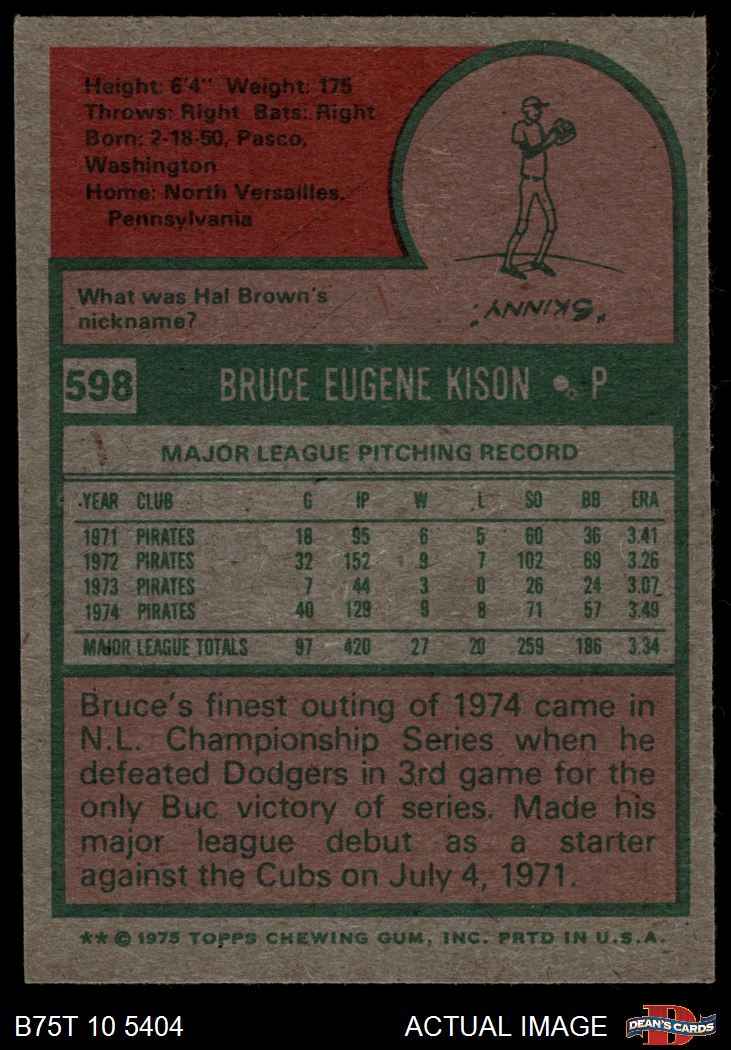 Height: 6'4" Weight: 175
Throws: Right Bats: Right
Born: 2-18-50, Pasco,
Washington
Home: North Versailles,
Pennsylvania
What was Hal Brown's
nickname?
"SKINNY."
598 BRUCE EUGENE KISON • P
MAJOR LEAGUE PITCHING RECORD
YEAR CLUB G IP W L SO BB ERA
1971 PIRATES 18 95 6 5 60 36 3.41
1972 PIRATES 32 152 9 7 102 69 3.26
1973 PIRATES 7 44 3 0 26 24 3.07
1974 PIRATES 40 129 9 8 71 57 3.49
MAJOR LEAGUE TOTALS 97 420 27 20 259 186 3.34
Bruce's finest outing of 1974 came in
N.L. Championship Series when he
defeated Dodgers in 3rd game for the
only Buc victory of series. Made his
major league debut as a starter
against the Cubs on July 4, 1971.
** © 1975 TOPPS CHEWING GUM, INC. PRTD IN U.S.A.
B75T 10 5404 ACTUAL IMAGE D DEAN'S CARDS